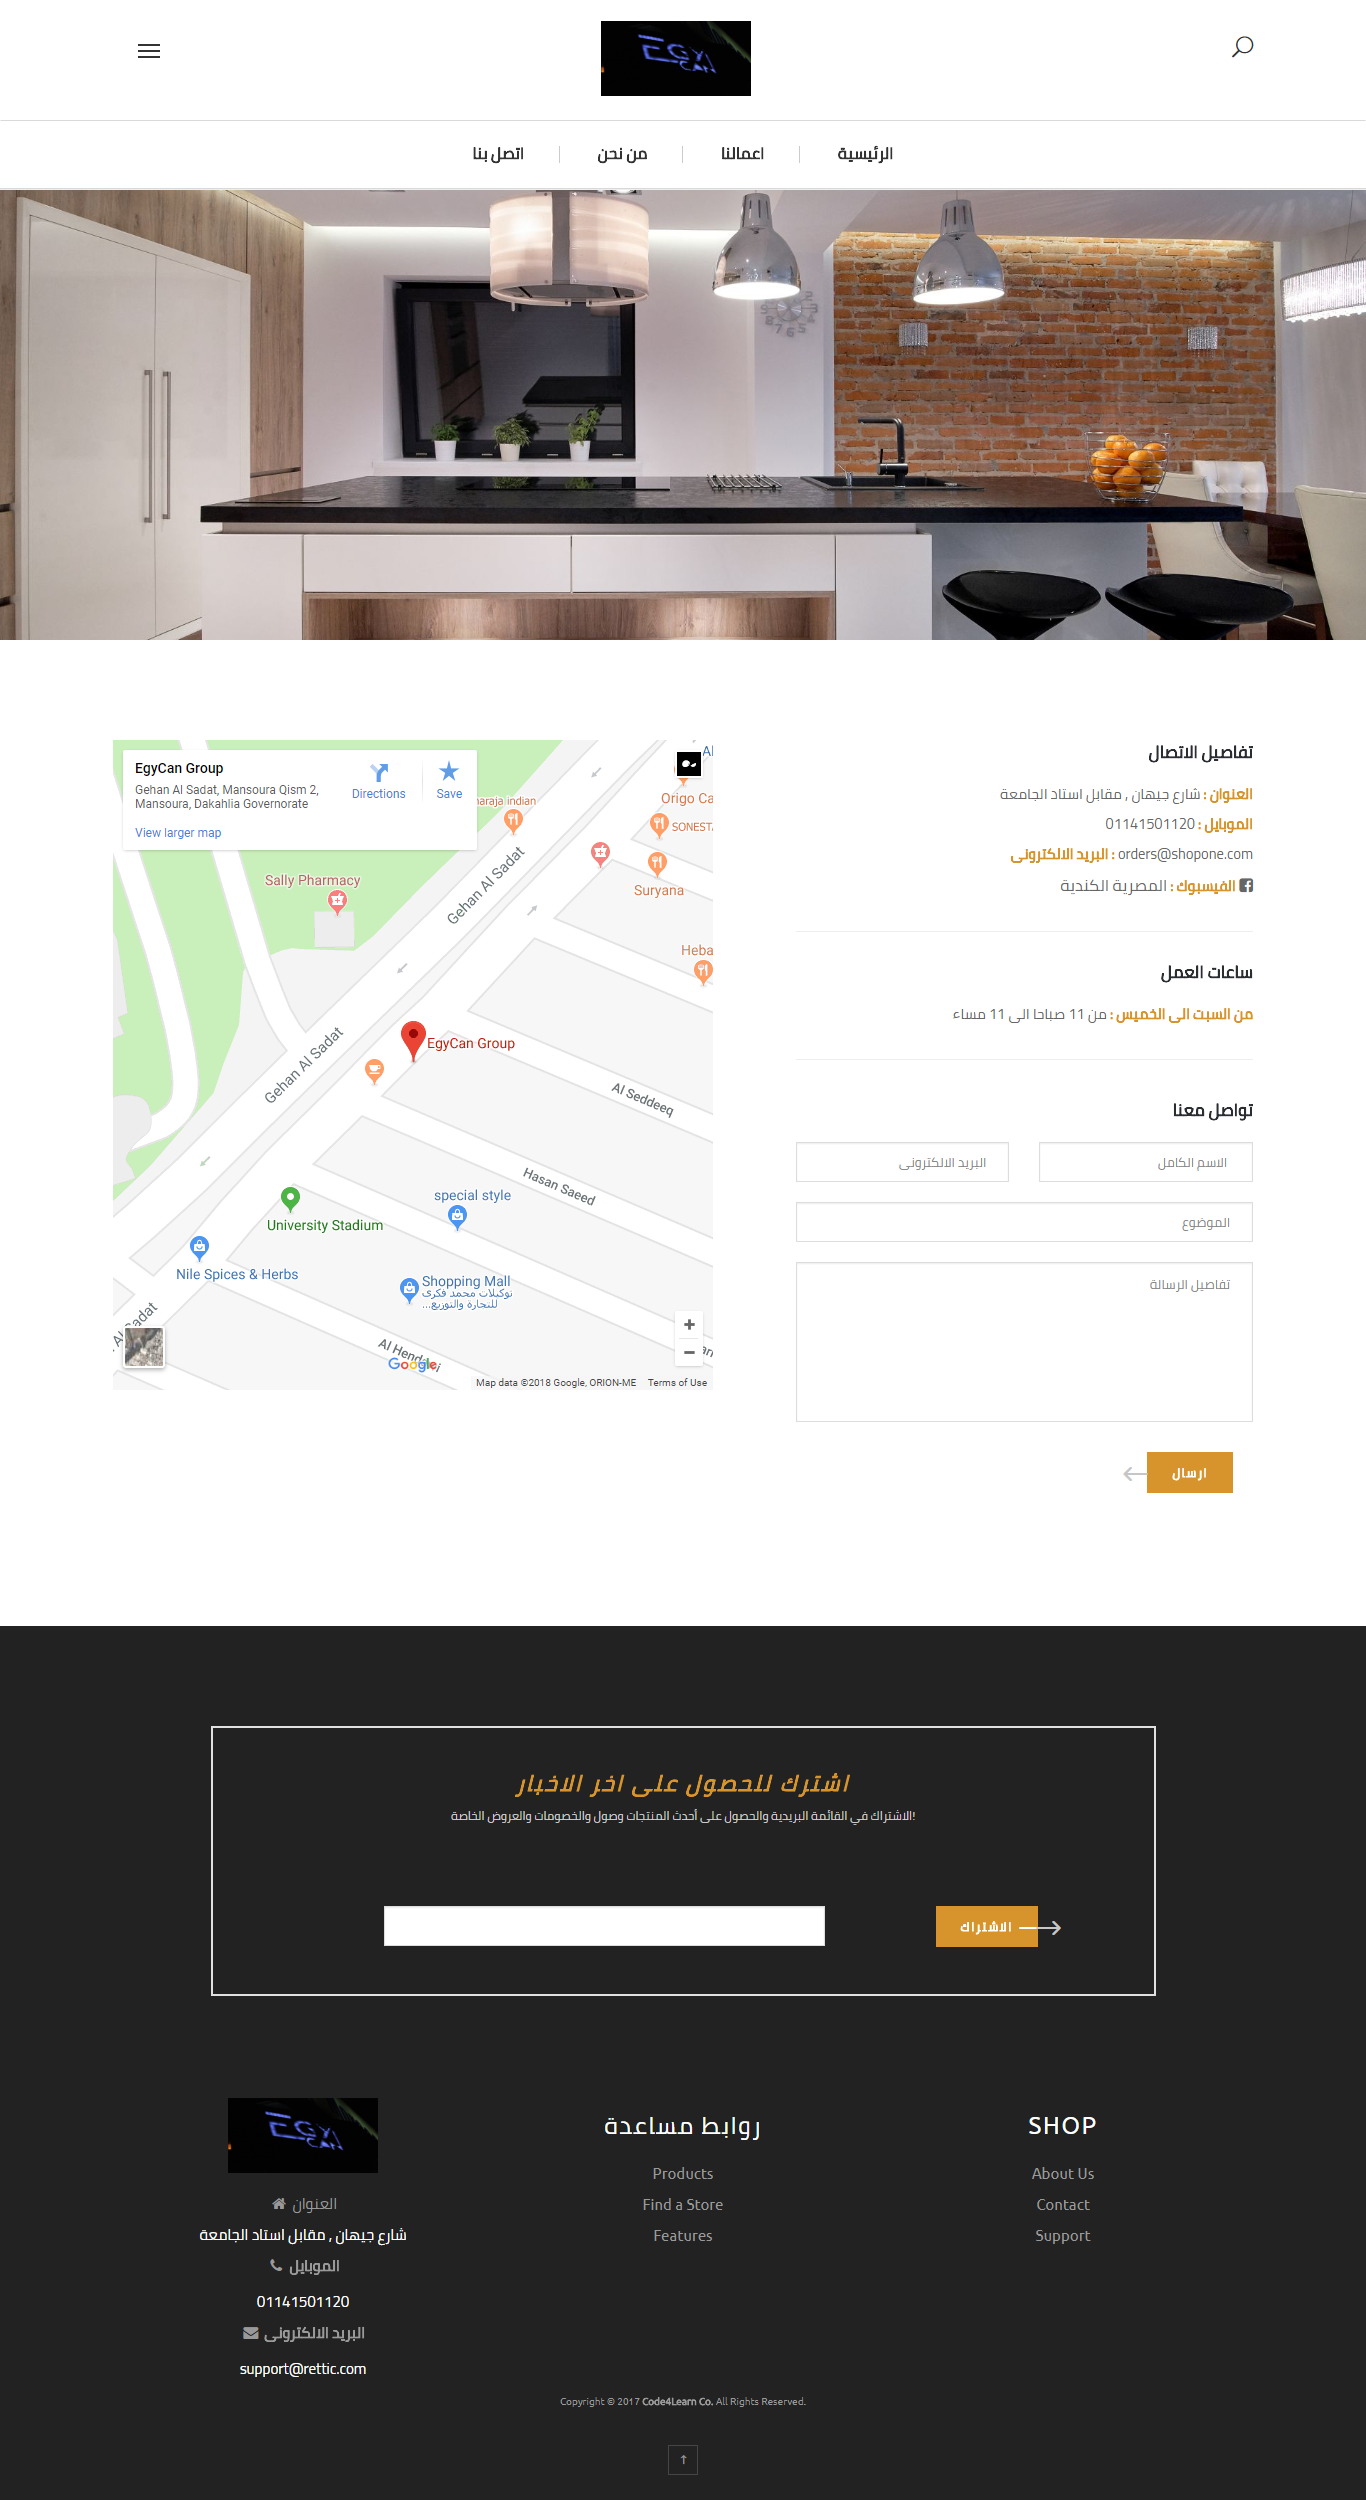 EGY
CAN
الرئيسية
اعمالنا
من نحن
اتصل بنا
تفاصيل الاتصال
العنوان : شارع جيهان , مقابل استاد الجامعة
الموبايل : 01141501120
orders@shopone.com : البريد الالكترونى
الفيسبوك : المصرية الكندية
ساعات العمل
من السبت الى الخميس : من 11 صباحا الى 11 مساء
تواصل معنا
الاسم الكامل
البريد الالكترونى
الموضوع
تفاصيل الرسالة
ارسال
EgyCan Group
Gehan Al Sadat, Mansoura Qism 2,
Mansoura, Dakahlia Governorate
View larger map
Directions
Save
araja indian
Origo Ca
SONESTA
Suryana
Sally Pharmacy
Gehan Al Sadat
Heba
EgyCan Group
Gehan Al Sadat
Al Seddeeq
Hasan Saeed
special style
University Stadium
Nile Spices & Herbs
Shopping Mall
توكيلات محمد فكرى
للتجارة والتوزيع...
Al Sadat
Google
Map data ©2018 Google, ORION-ME
Terms of Use
اشترك للحصول على اخر الاخبار
الاشتراك في القائمة البريدية والحصول على أحدث المنتجات وصول والخصومات والعروض الخاصة!
الاشتراك
EGY
CAN
العنوان
شارع جيهان , مقابل استاد الجامعة
الموبايل
01141501120
البريد الالكترونى
support@rettic.com
روابط مساعدة
Products
Find a Store
Features
SHOP
About Us
Contact
Support
Copyright © 2017 Code4Learn Co. All Rights Reserved.